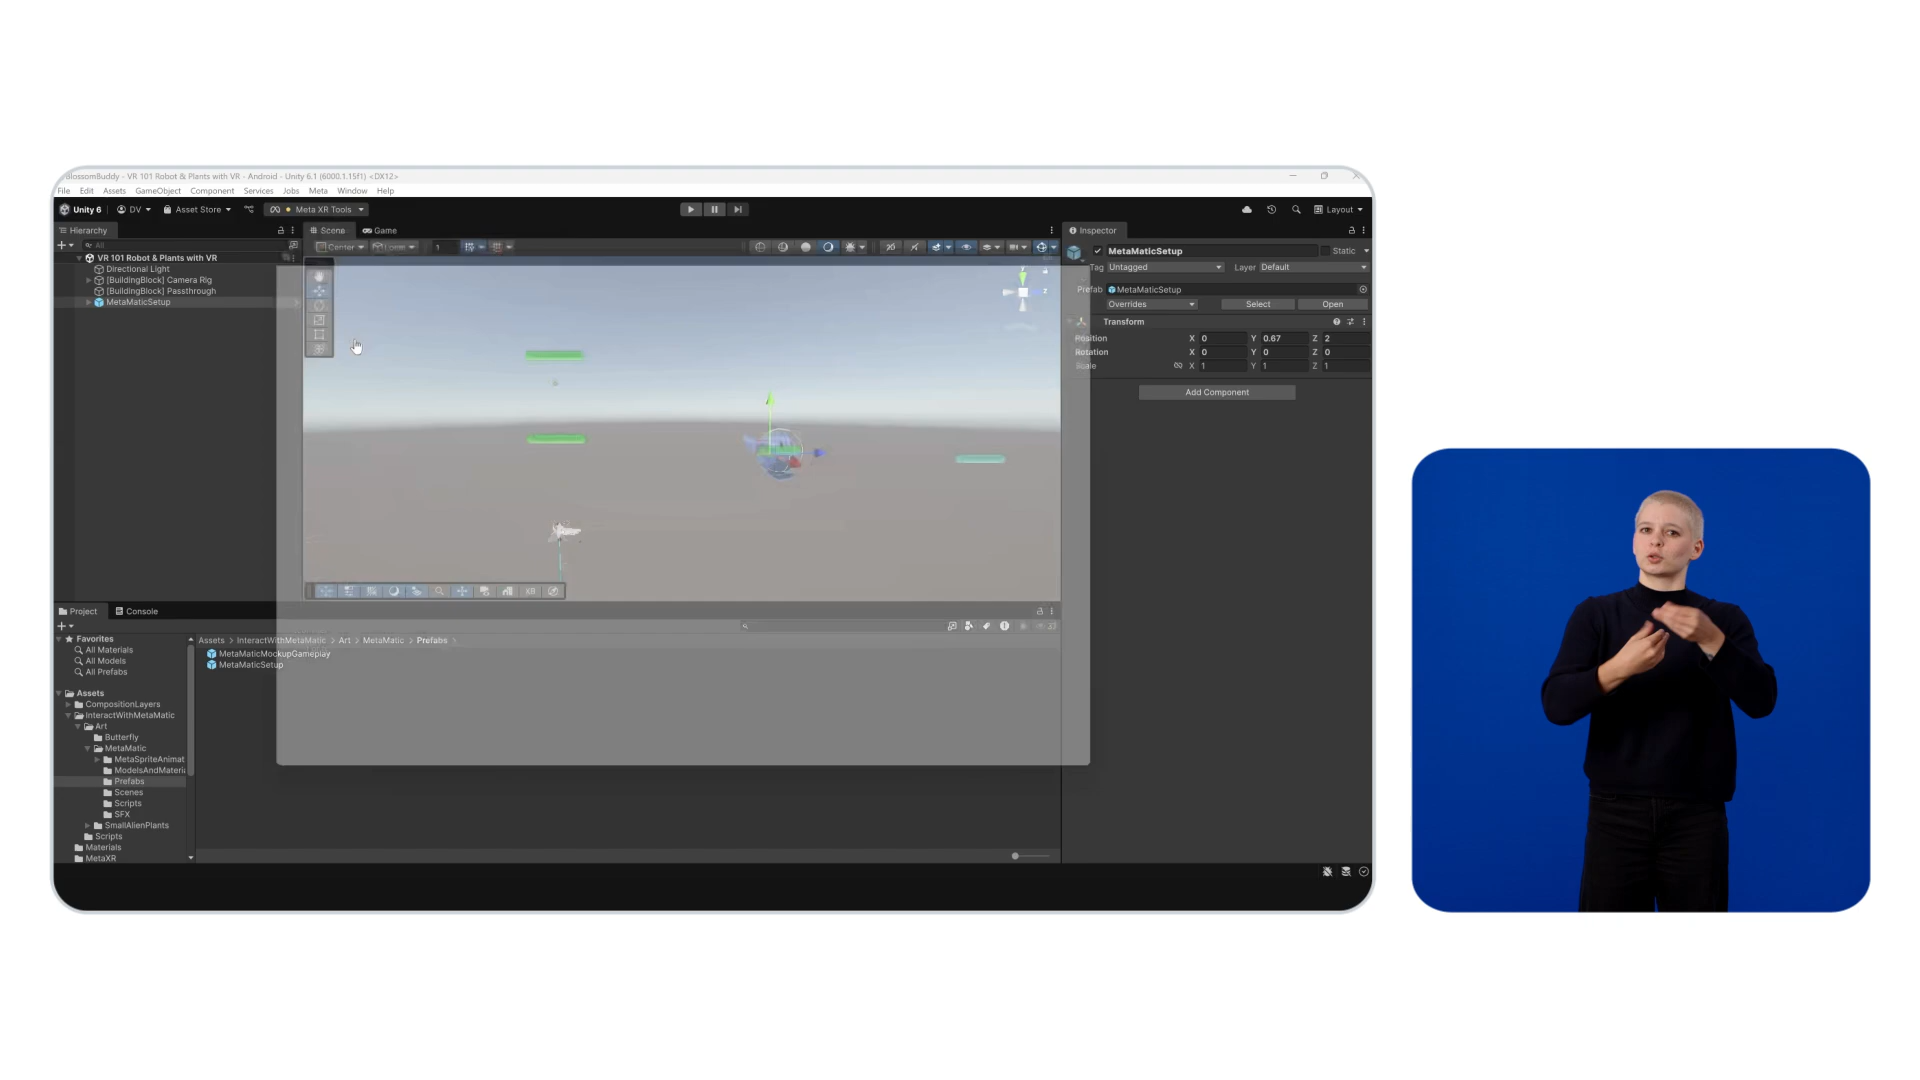 BlossomBuddy - VR 101 Robot & Plants with VR - Android - Unity 6.1 (6000.1.15f1) <DX12>
File Edit Assets GameObject Component Services Jobs Meta Window Help
Unity 6 DV Asset Store Meta XR Tools Layout
Hierarchy
All
VR 101 Robot & Plants with VR
Directional Light
[BuildingBlock] Camera Rig
[BuildingBlock] Passthrough
MetaMaticSetup
Scene Game
Center 1
2D
Z
XR
Inspector
MetaMaticSetup Static
Tag Untagged Layer Default
Prefab MetaMaticSetup
Overrides Select Open
Transform
Position X 0 Y 0.67 Z 2
Rotation X 0 Y 0 Z 0
Scale X 1 Y 1 Z 1
Add Component
Project Console
Favorites
All Materials
All Models
All Prefabs
Assets
CompositionLayers
InteractWithMetaMatic
Art
Butterfly
MetaMatic
MetaSpriteAnimat
ModelsAndMateria
Prefabs
Scenes
Scripts
SFX
SmallAlienPlants
Scripts
Materials
MetaXR
Assets > InteractWithMetaMatic > Art > MetaMatic > Prefabs
MetaMaticMockupGameplay
MetaMaticSetup